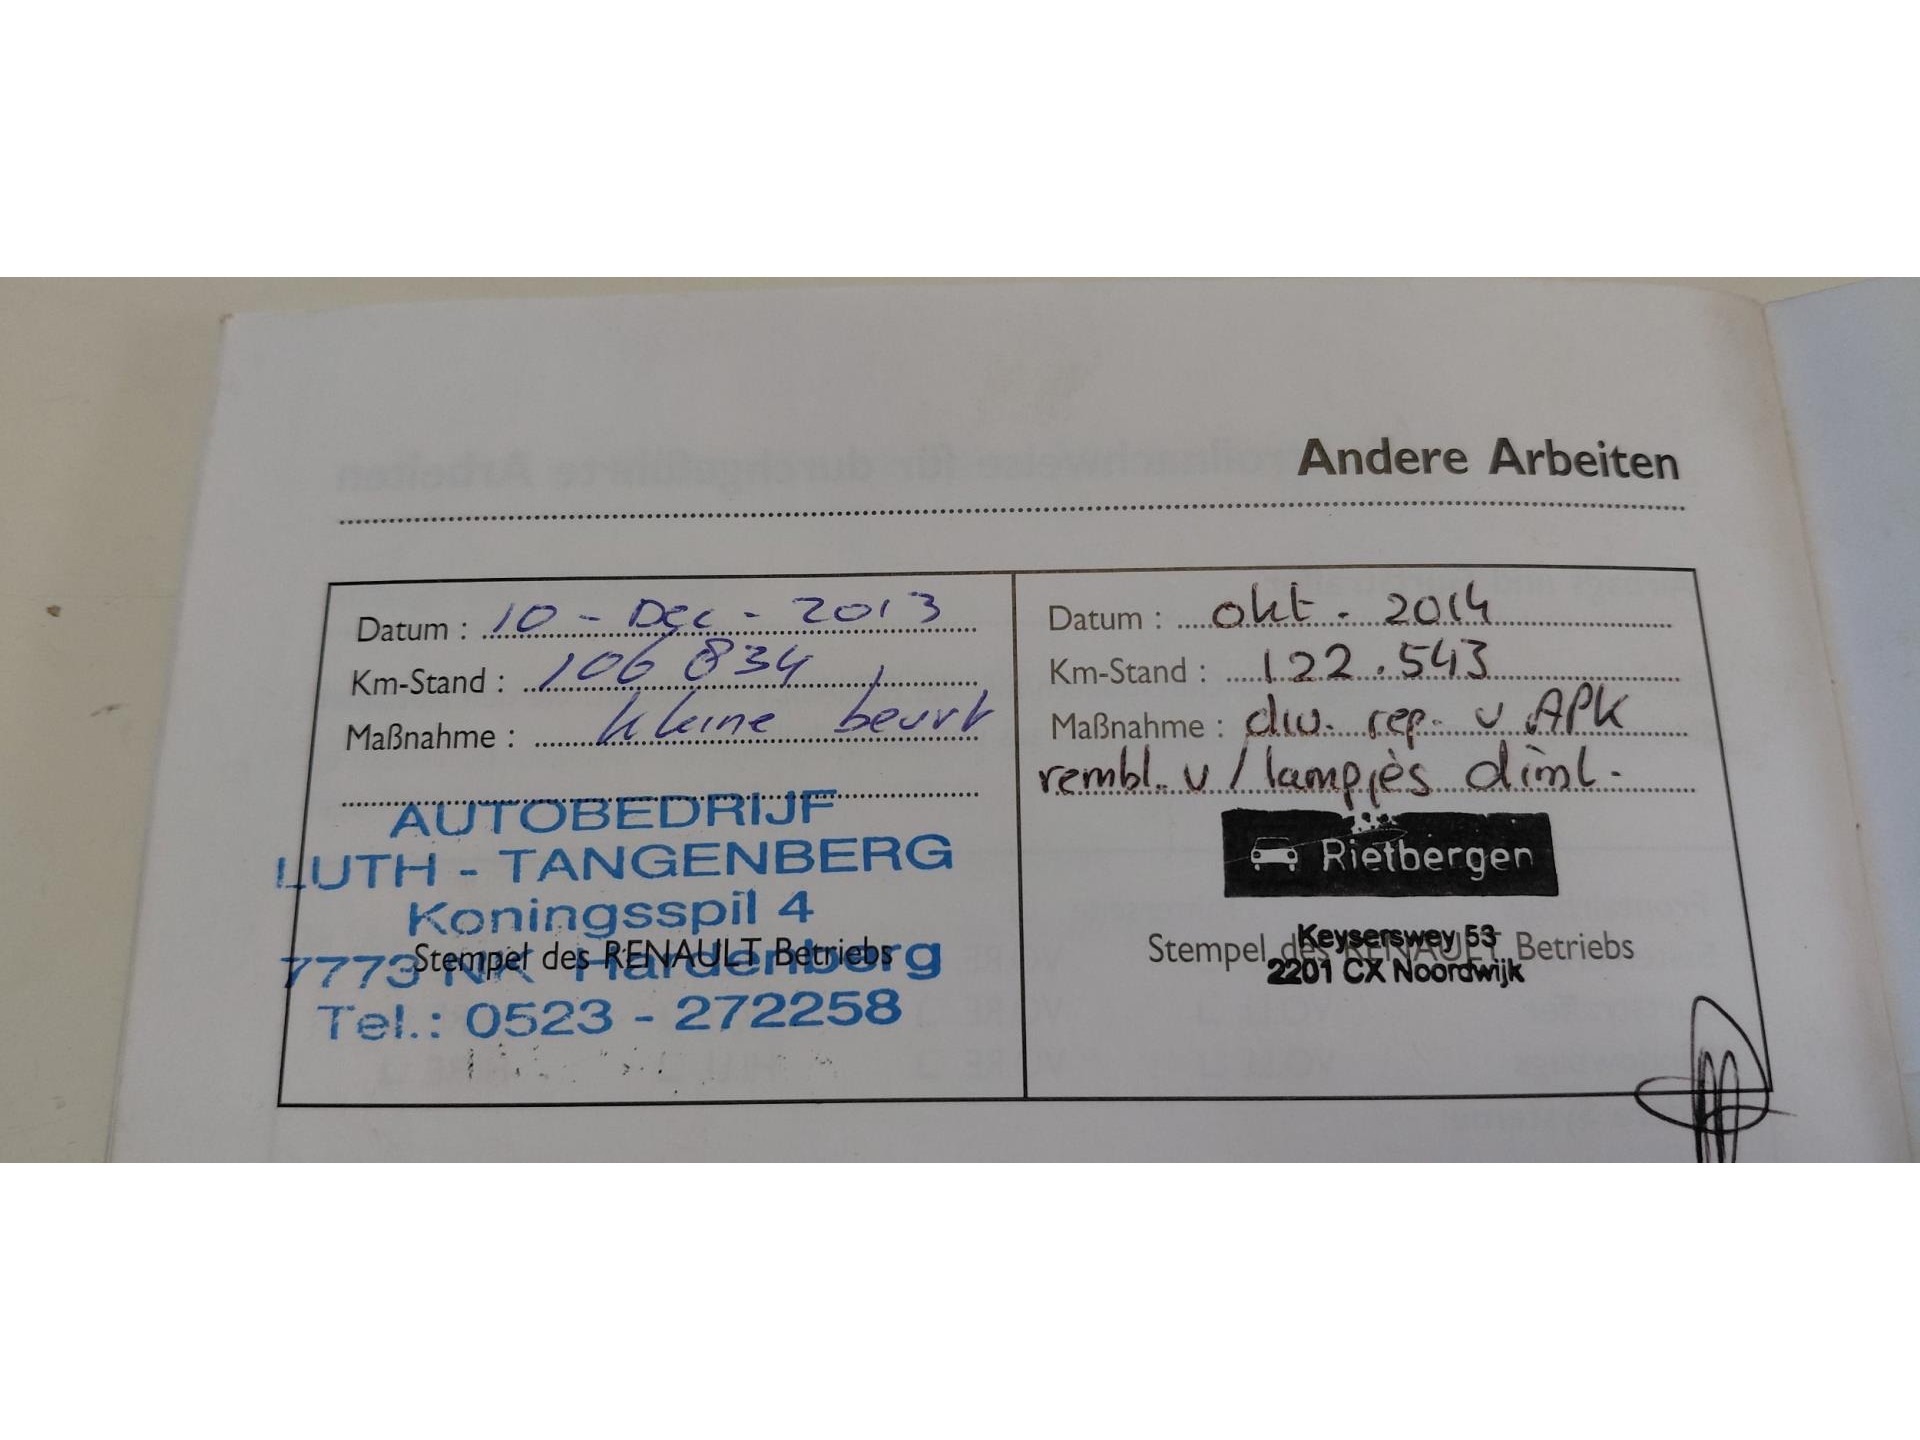 Andere Arbeiten
Datum : 10 - Dec - 2013
Km-Stand : 106 834
Maßnahme : kleine beurt
AUTOBEDRIJF
LUTH - TANGENBERG
Koningsspil 4
Stempel des RENAULT Betriebs
7773 NK Hardenberg
Tel.: 0523 - 272258
Datum : okt - 2014
Km-Stand : 122.543
Maßnahme : div. rep. v APK
rembl. v / lampjès diml.
Rietbergen
Keyserswey 53
Stempel des RENAULT Betriebs
2201 CX Noordwijk